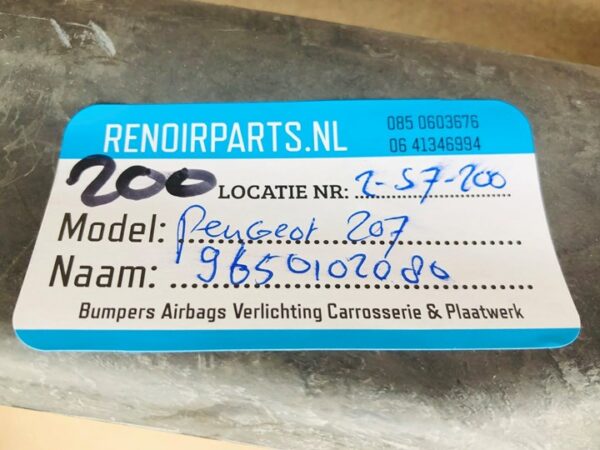 RENOIRPARTS.NL
085 0603676
06 41346994
200 LOCATIE NR: 2-57-200
Model: Peugeot 207
Naam: 9650102080
Bumpers Airbags Verlichting Carrosserie & Plaatwerk